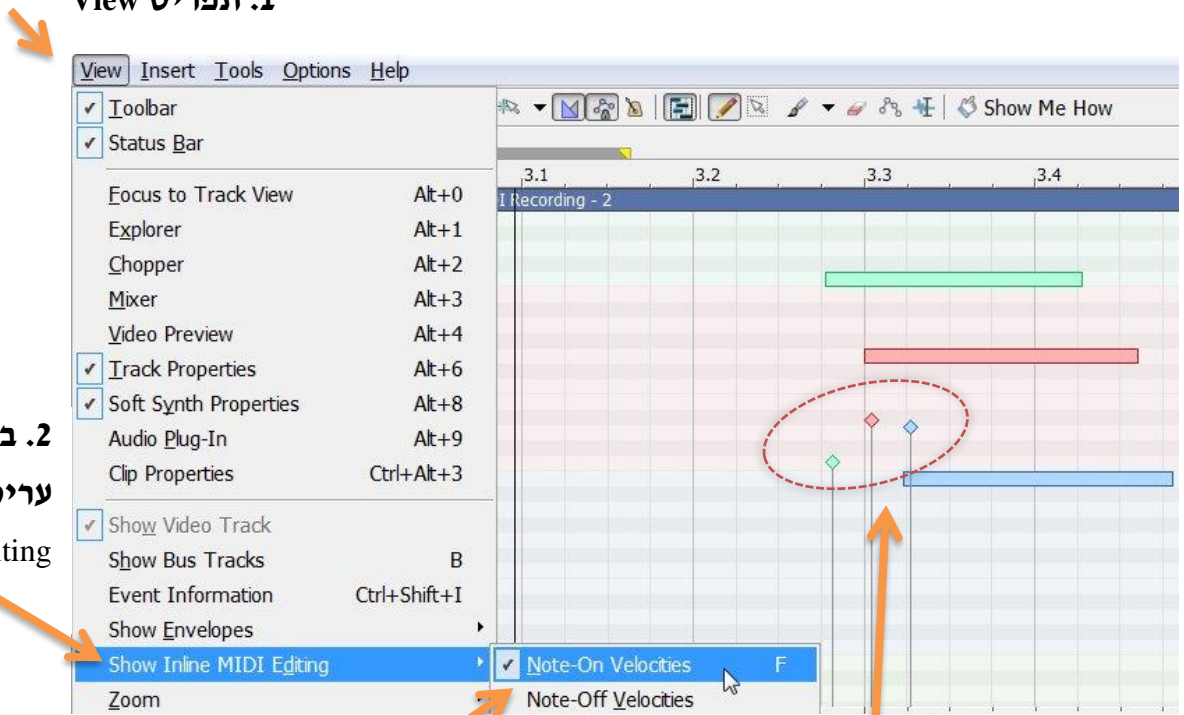 1. תפריט View
View Insert Tools Options Help
Toolbar
Status Bar
Show Me How
3.1 3.2 3.3 3.4
Recording - 2
Focus to Track View Alt+0
Explorer Alt+1
Chopper Alt+2
Mixer Alt+3
Video Preview Alt+4
Track Properties Alt+6
Soft Synth Properties Alt+8
Audio Plug-In Alt+9
Clip Properties Ctrl+Alt+3
Show Video Track
Show Bus Tracks B
Event Information Ctrl+Shift+I
Show Envelopes
Show Inline MIDI Editing
Zoom
Note-On Velocities F
Note-Off Velocities
2.